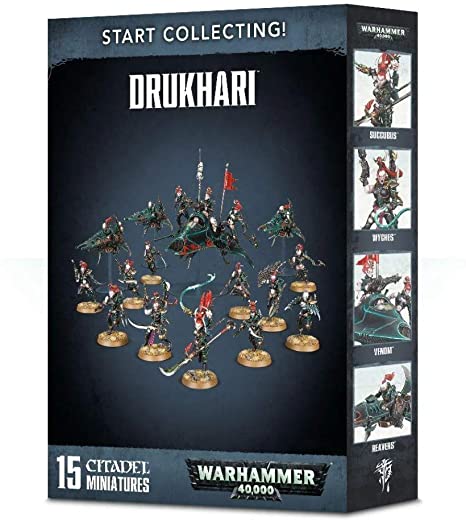 START COLLECTING!
DRUKHARI
15 CITADEL
MINIATURES
WARHAMMER
40,000
WARHAMMER
40,000
SUCCUBUS
WYCHES
VENOM
REAVERS